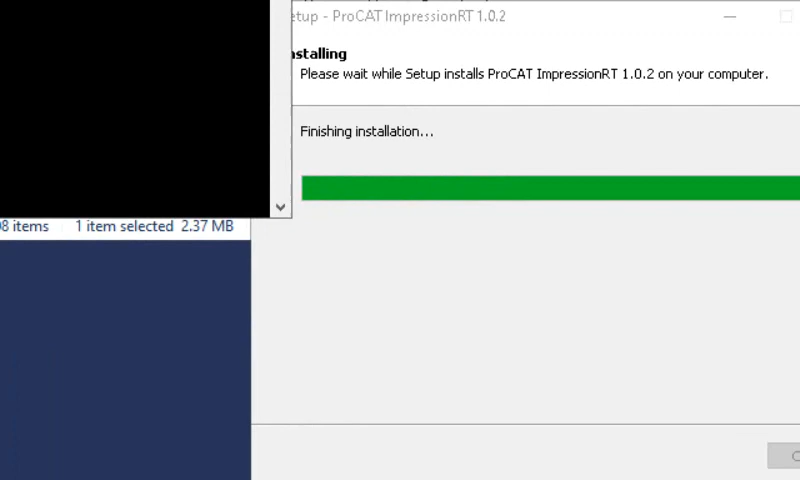 etup - ProCAT ImpressionRT 1.0.2
nstalling
Please wait while Setup installs ProCAT ImpressionRT 1.0.2 on your computer.
Finishing installation...
8 items 1 item selected 2.37 MB